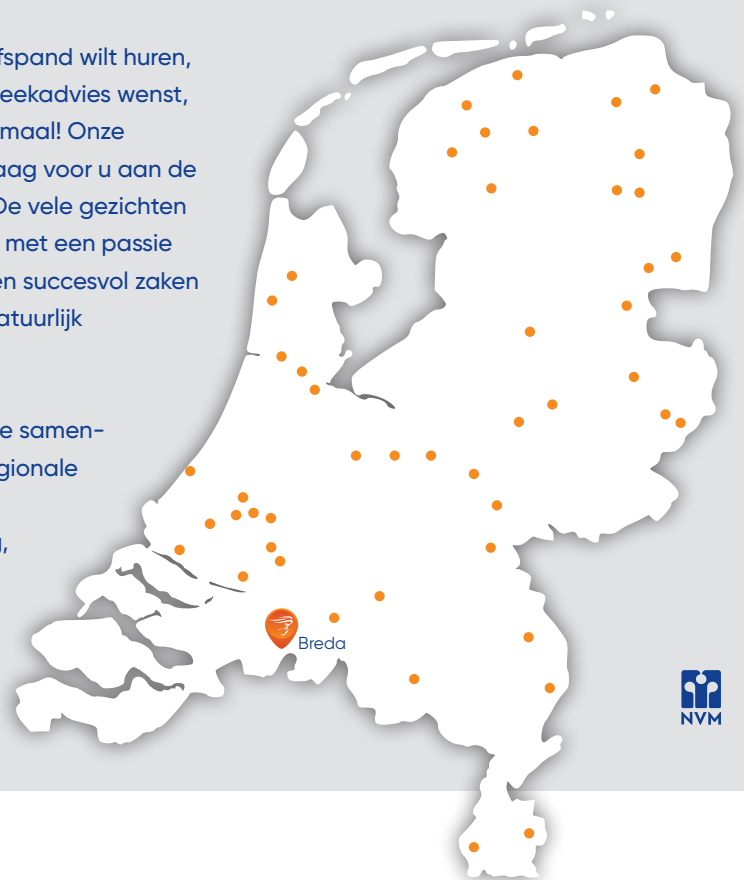 fspand wilt huren,
eekadvies wenst,
maal! Onze
aag voor u aan de
De vele gezichten
met een passie
en succesvol zaken
atuurlijk
e samen-
gionale
,
Breda
NVM